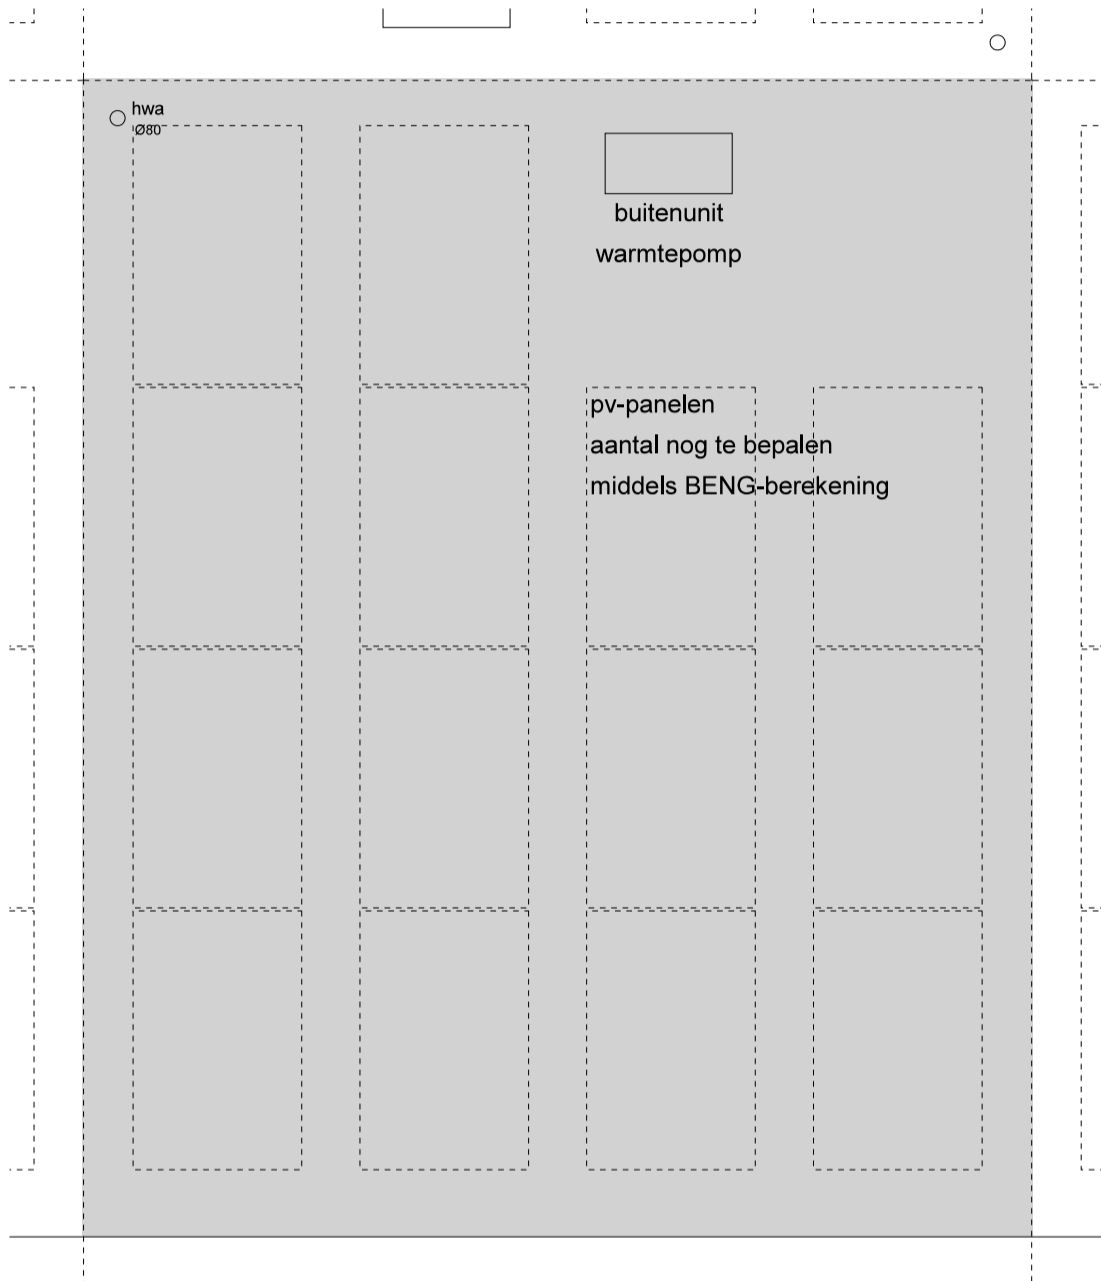 hwa
Ø80
buitenunit
warmtepomp
pv-panelen
aantal nog te bepalen
middels BENG-berekening